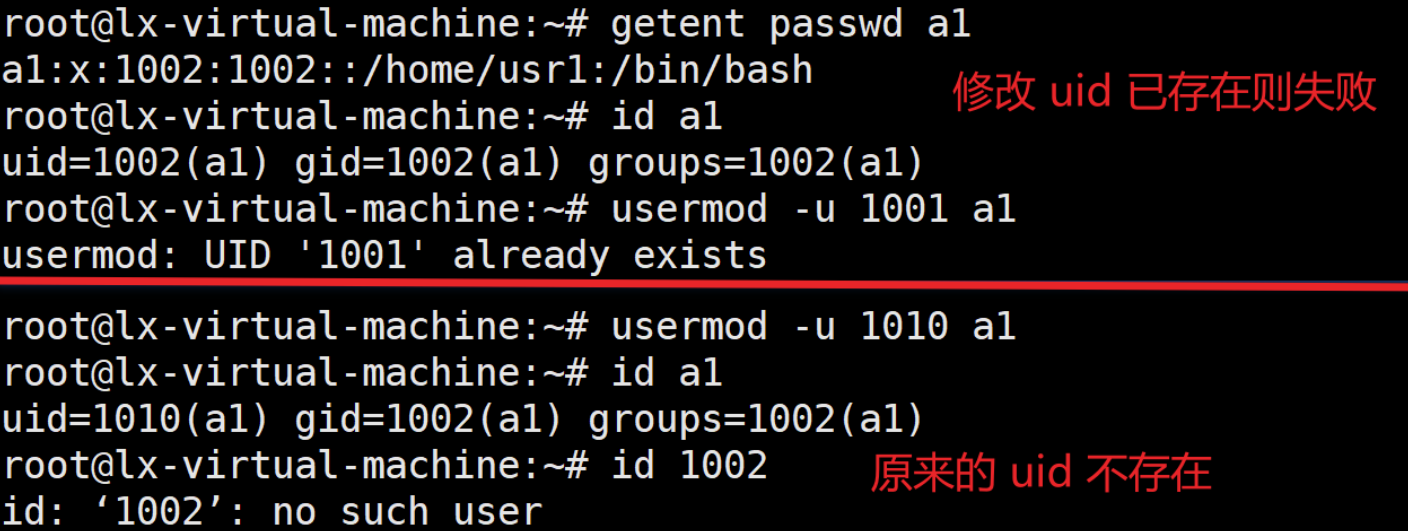 root@lx-virtual-machine:~# getent passwd a1
a1:x:1002:1002::/home/usr1:/bin/bash
修改 uid 已存在则失败
root@lx-virtual-machine:~# id a1
uid=1002(a1) gid=1002(a1) groups=1002(a1)
root@lx-virtual-machine:~# usermod -u 1001 a1
usermod: UID '1001' already exists
root@lx-virtual-machine:~# usermod -u 1010 a1
root@lx-virtual-machine:~# id a1
uid=1010(a1) gid=1002(a1) groups=1002(a1)
root@lx-virtual-machine:~# id 1002
原来的 uid 不存在
id: ‘1002’: no such user